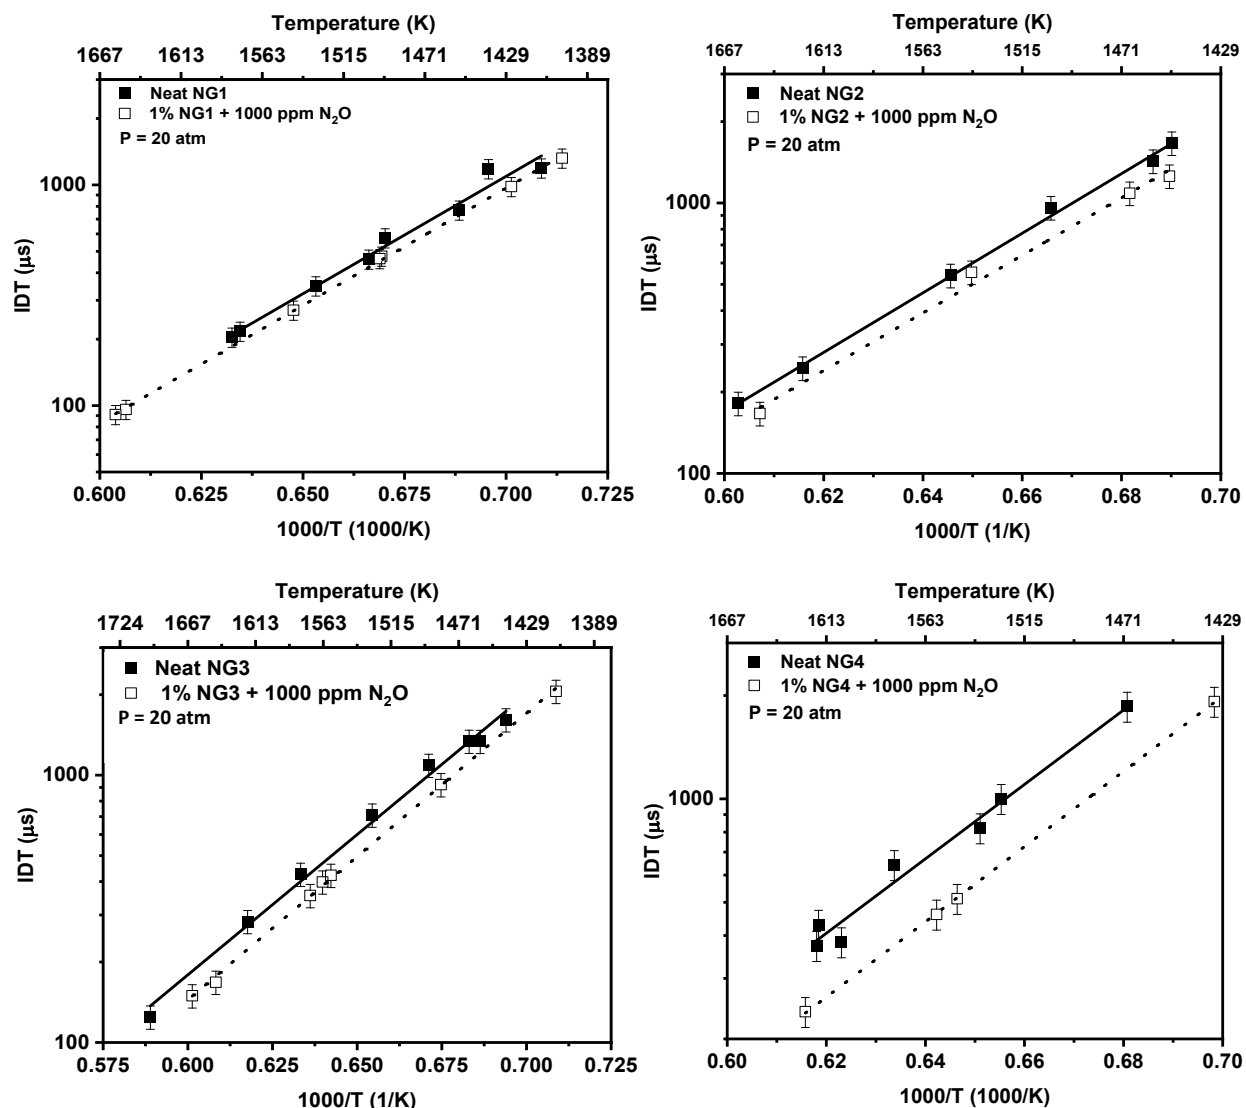 Temperature (K)
1667 1613 1563 1515 1471 1429 1389
Neat NG1
1% NG1 + 1000 ppm N₂O
P = 20 atm
1000
100
IDT (μs)
0.600 0.625 0.650 0.675 0.700 0.725
1000/T (1000/K)
Temperature (K)
1667 1613 1563 1515 1471 1429
Neat NG2
1% NG2 + 1000 ppm N₂O
P = 20 atm
1000
100
IDT (μs)
0.60 0.62 0.64 0.66 0.68 0.70
1000/T (1/K)
Temperature (K)
1724 1667 1613 1563 1515 1471 1429 1389
Neat NG3
1% NG3 + 1000 ppm N₂O
P = 20 atm
1000
100
IDT (μs)
0.575 0.600 0.625 0.650 0.675 0.700 0.725
1000/T (1/K)
Temperature (K)
1667 1613 1563 1515 1471 1429
Neat NG4
1% NG4 + 1000 ppm N₂O
P = 20 atm
1000
IDT (μs)
0.60 0.62 0.64 0.66 0.68 0.70
1000/T (1000/K)